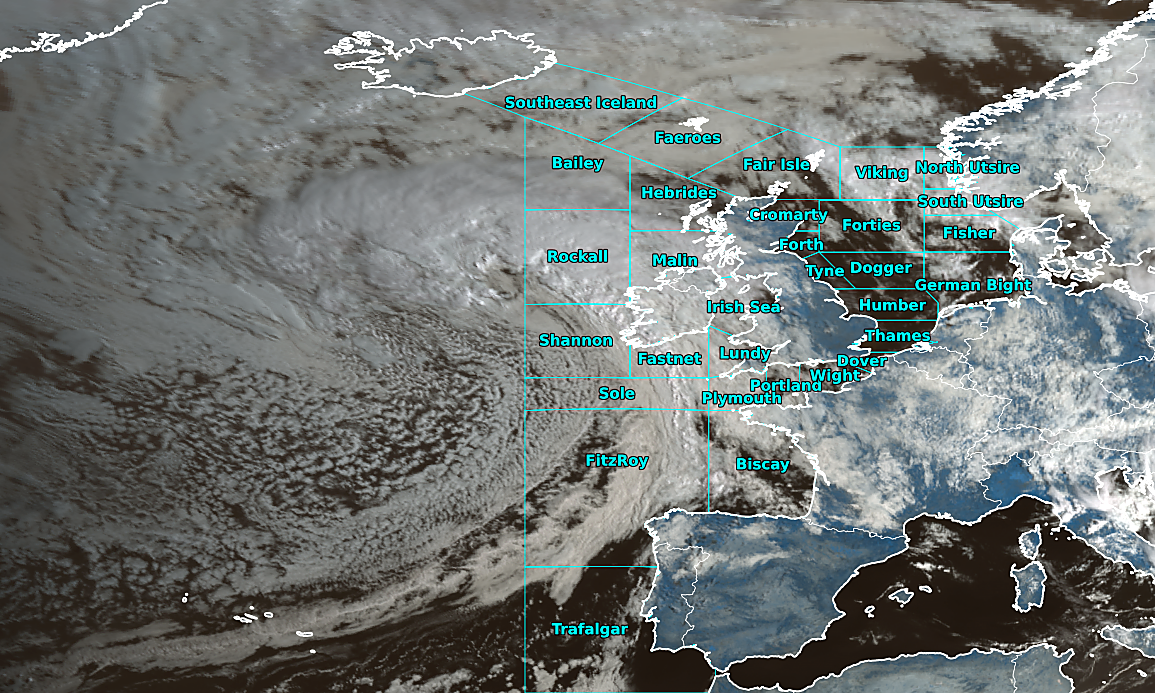 Southeast Iceland
Faeroes
Bailey
Fair Isle
Viking
North Utsire
Hebrides
South Utsire
Cromarty
Forties
Fisher
Forth
Rockall
Malin
Tyne
Dogger
German Bight
Irish Sea
Humber
Shannon
Thames
Fastnet
Lundy
Dover
Wight
Portland
Sole
Plymouth
FitzRoy
Biscay
Trafalgar